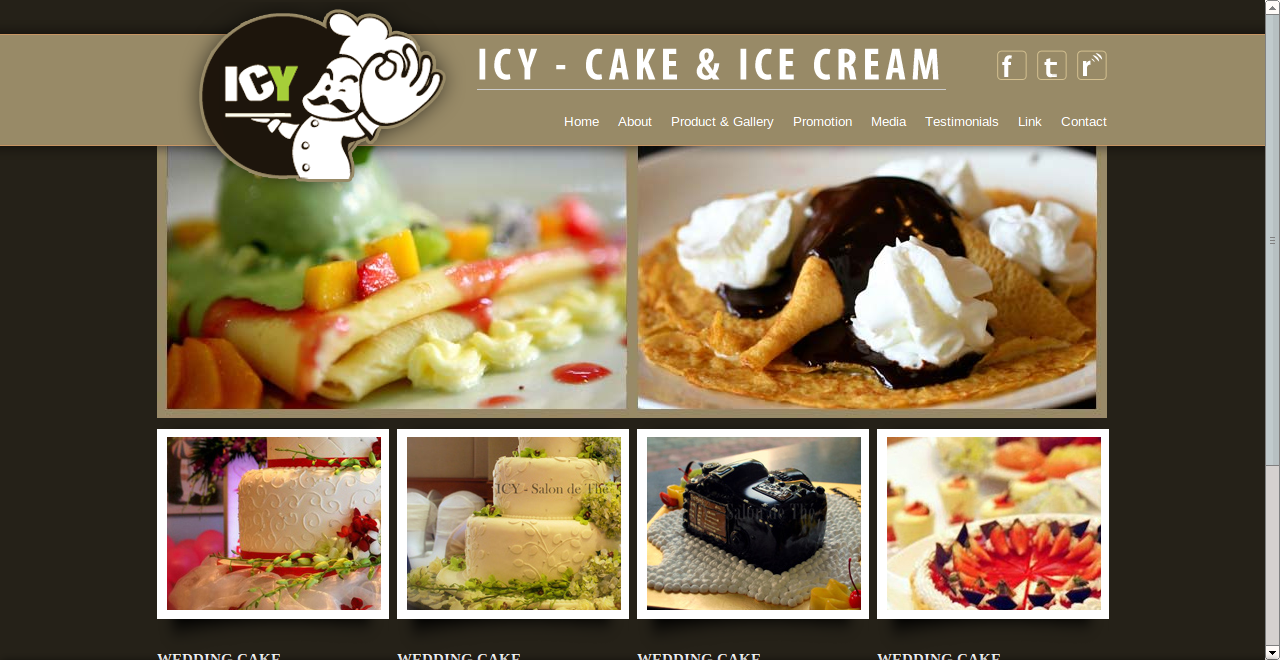 ICY
ICY - CAKE & ICE CREAM
f t r
Home About Product & Gallery Promotion Media Testimonials Link Contact
ICY - Salon de Thé
Salon de Thé
WEDDING CAKE WEDDING CAKE WEDDING CAKE WEDDING CAKE